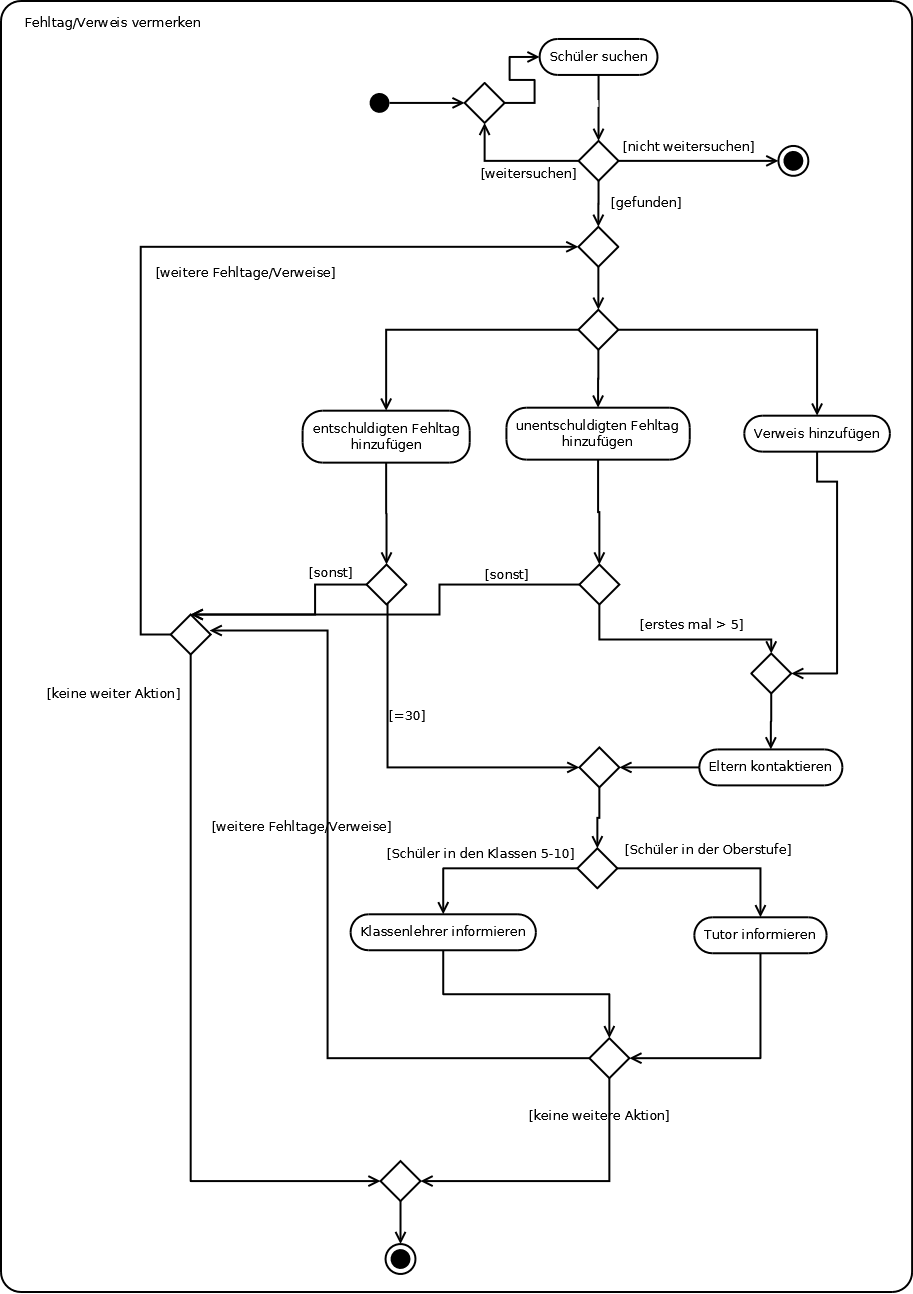 Fehltag/Verweis vermerken
Schüler suchen
[nicht weitersuchen]
[weitersuchen]
[gefunden]
[weitere Fehltage/Verweise]
entschuldigten Fehltag
hinzufügen
unentschuldigten Fehltag
hinzufügen
Verweis hinzufügen
[sonst]
[sonst]
[erstes mal > 5]
[keine weiter Aktion]
[=30]
Eltern kontaktieren
[weitere Fehltage/Verweise]
[Schüler in den Klassen 5-10]
[Schüler in der Oberstufe]
Klassenlehrer informieren
Tutor informieren
[keine weitere Aktion]